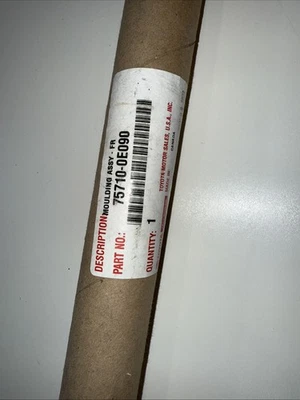 DESCRIPTION
MOULDING ASSY - FR
PART NO.:
75710-0E090
QUANTITY: 1
TOYOTA MOTOR SALES, U.S.A., INC.